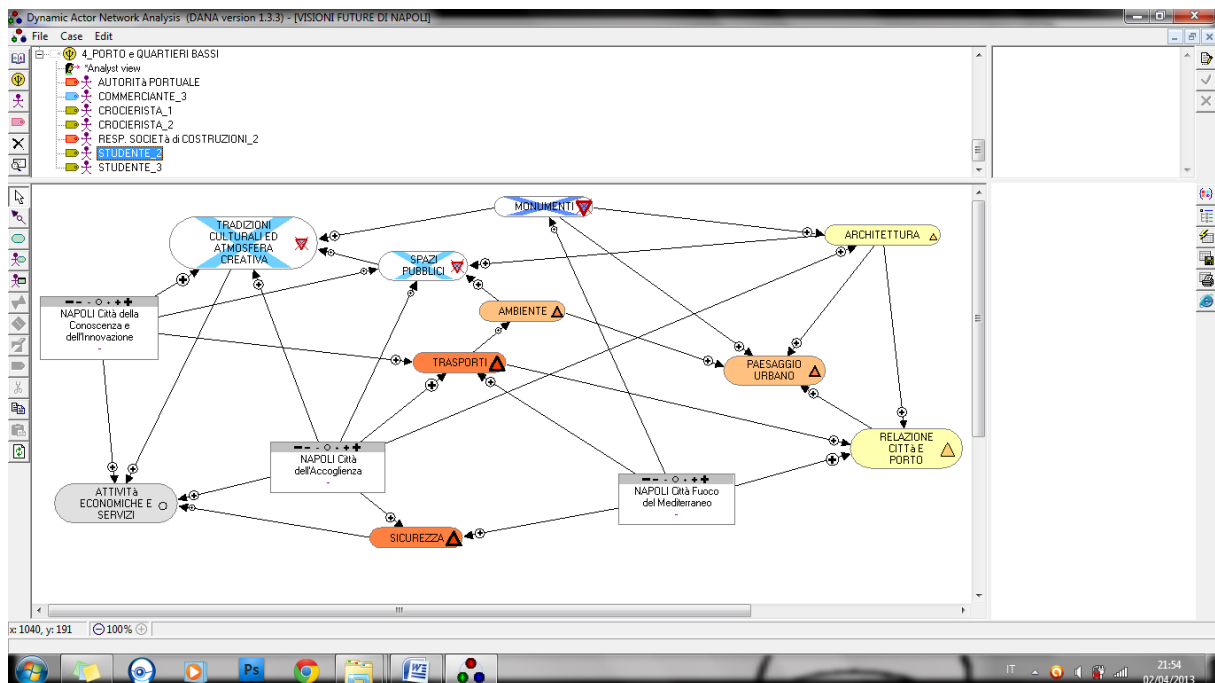 Dynamic Actor Network Analysis (DANA version 1.3.3) - [VISIONI FUTURE DI NAPOLI]
File Case Edit
4_PORTO e QUARTIERI BASSI
*Analyst view
AUTORITà PORTUALE
COMMERCIANTE_3
CROCIERISTA_1
CROCIERISTA_2
RESP. SOCIETà di COSTRUZIONI_2
STUDENTE_2
STUDENTE_3
MONUMENTI
TRADIZIONI
CULTURALI ED
ATMOSFERA
CREATIVA
ARCHITETTURA
SPAZI
PUBBLICI
AMBIENTE
NAPOLI Città della
Conoscenza e
dell'Innovazione
TRASPORTI
PAESAGGIO
URBANO
RELAZIONE
CITTà E
PORTO
NAPOLI Città
dell'Accoglienza
NAPOLI Città Fuoco
del Mediterraneo
ATTIVITà
ECONOMICHE E
SERVIZI
SICUREZZA
x: 1040, y: 191
100%
Ps
W
IT
21:54
02/04/2013